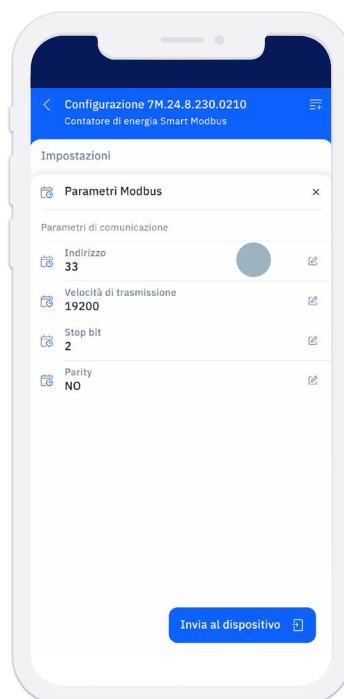 Configurazione 7M.24.8.230.0210
Contatore di energia Smart Modbus
Impostazioni
Parametri Modbus
Parametri di comunicazione
Indirizzo
33
Velocità di trasmissione
19200
Stop bit
2
Parity
NO
Invia al dispositivo